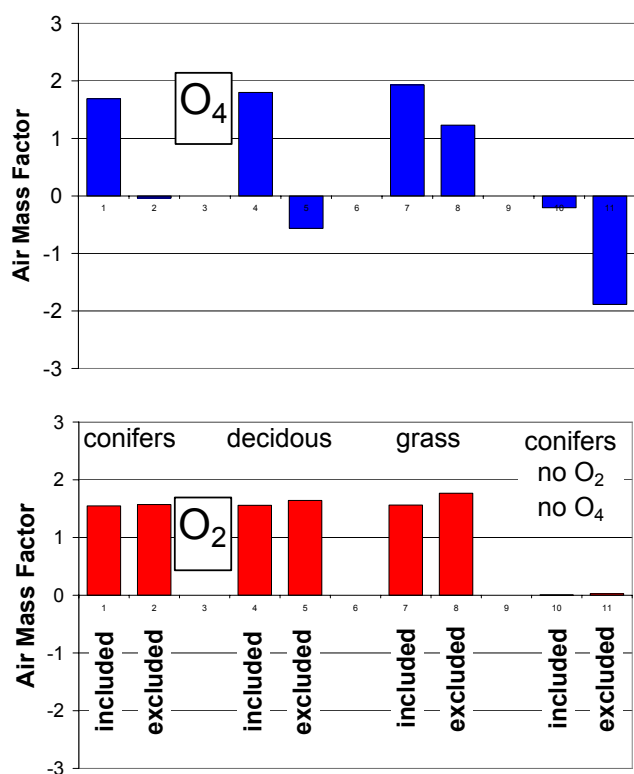 3
2
1
0
-1
-2
-3
Air Mass Factor
O₄
1 2 3 4 5 6 7 8 9 10 11
3
2
1
0
-1
-2
-3
Air Mass Factor
conifers decidous grass conifers
no O₂
no O₄
O₂
1 2 3 4 5 6 7 8 9 10 11
included excluded included excluded included excluded included excluded